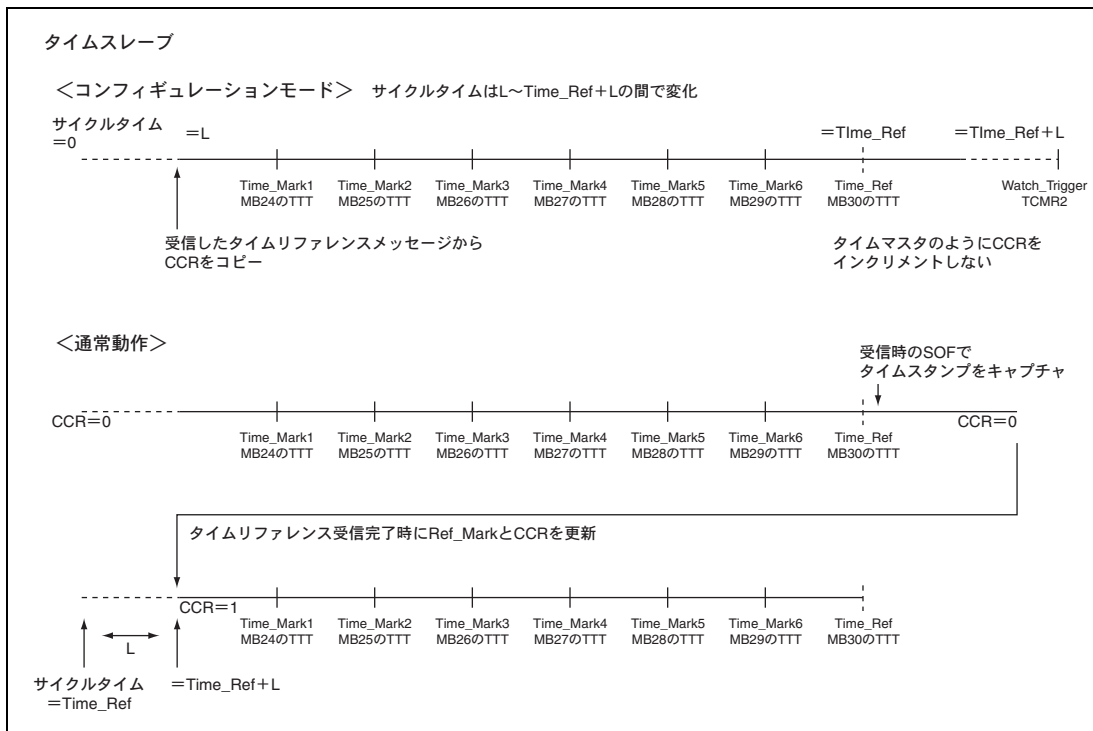 タイムスレーブ
＜コンフィギュレーションモード＞ サイクルタイムはL～Time_Ref＋Lの間で変化
サイクルタイム
＝0
＝L
＝TIme_Ref
＝TIme_Ref＋L
Time_Mark1
MB24のTTT
Time_Mark2
MB25のTTT
Time_Mark3
MB26のTTT
Time_Mark4
MB27のTTT
Time_Mark5
MB28のTTT
Time_Mark6
MB29のTTT
Time_Ref
MB30のTTT
Watch_Trigger
TCMR2
受信したタイムリファレンスメッセージから
CCRをコピー
タイムマスタのようにCCRを
インクリメントしない
＜通常動作＞
受信時のSOFで
タイムスタンプをキャプチャ
CCR＝0
CCR＝0
Time_Mark1
MB24のTTT
Time_Mark2
MB25のTTT
Time_Mark3
MB26のTTT
Time_Mark4
MB27のTTT
Time_Mark5
MB28のTTT
Time_Mark6
MB29のTTT
Time_Ref
MB30のTTT
タイムリファレンス受信完了時にRef_MarkとCCRを更新
CCR＝1
Time_Mark1
MB24のTTT
Time_Mark2
MB25のTTT
Time_Mark3
MB26のTTT
Time_Mark4
MB27のTTT
Time_Mark5
MB28のTTT
Time_Mark6
MB29のTTT
Time_Ref
MB30のTTT
L
サイクルタイム
＝Time_Ref
＝Time_Ref＋L